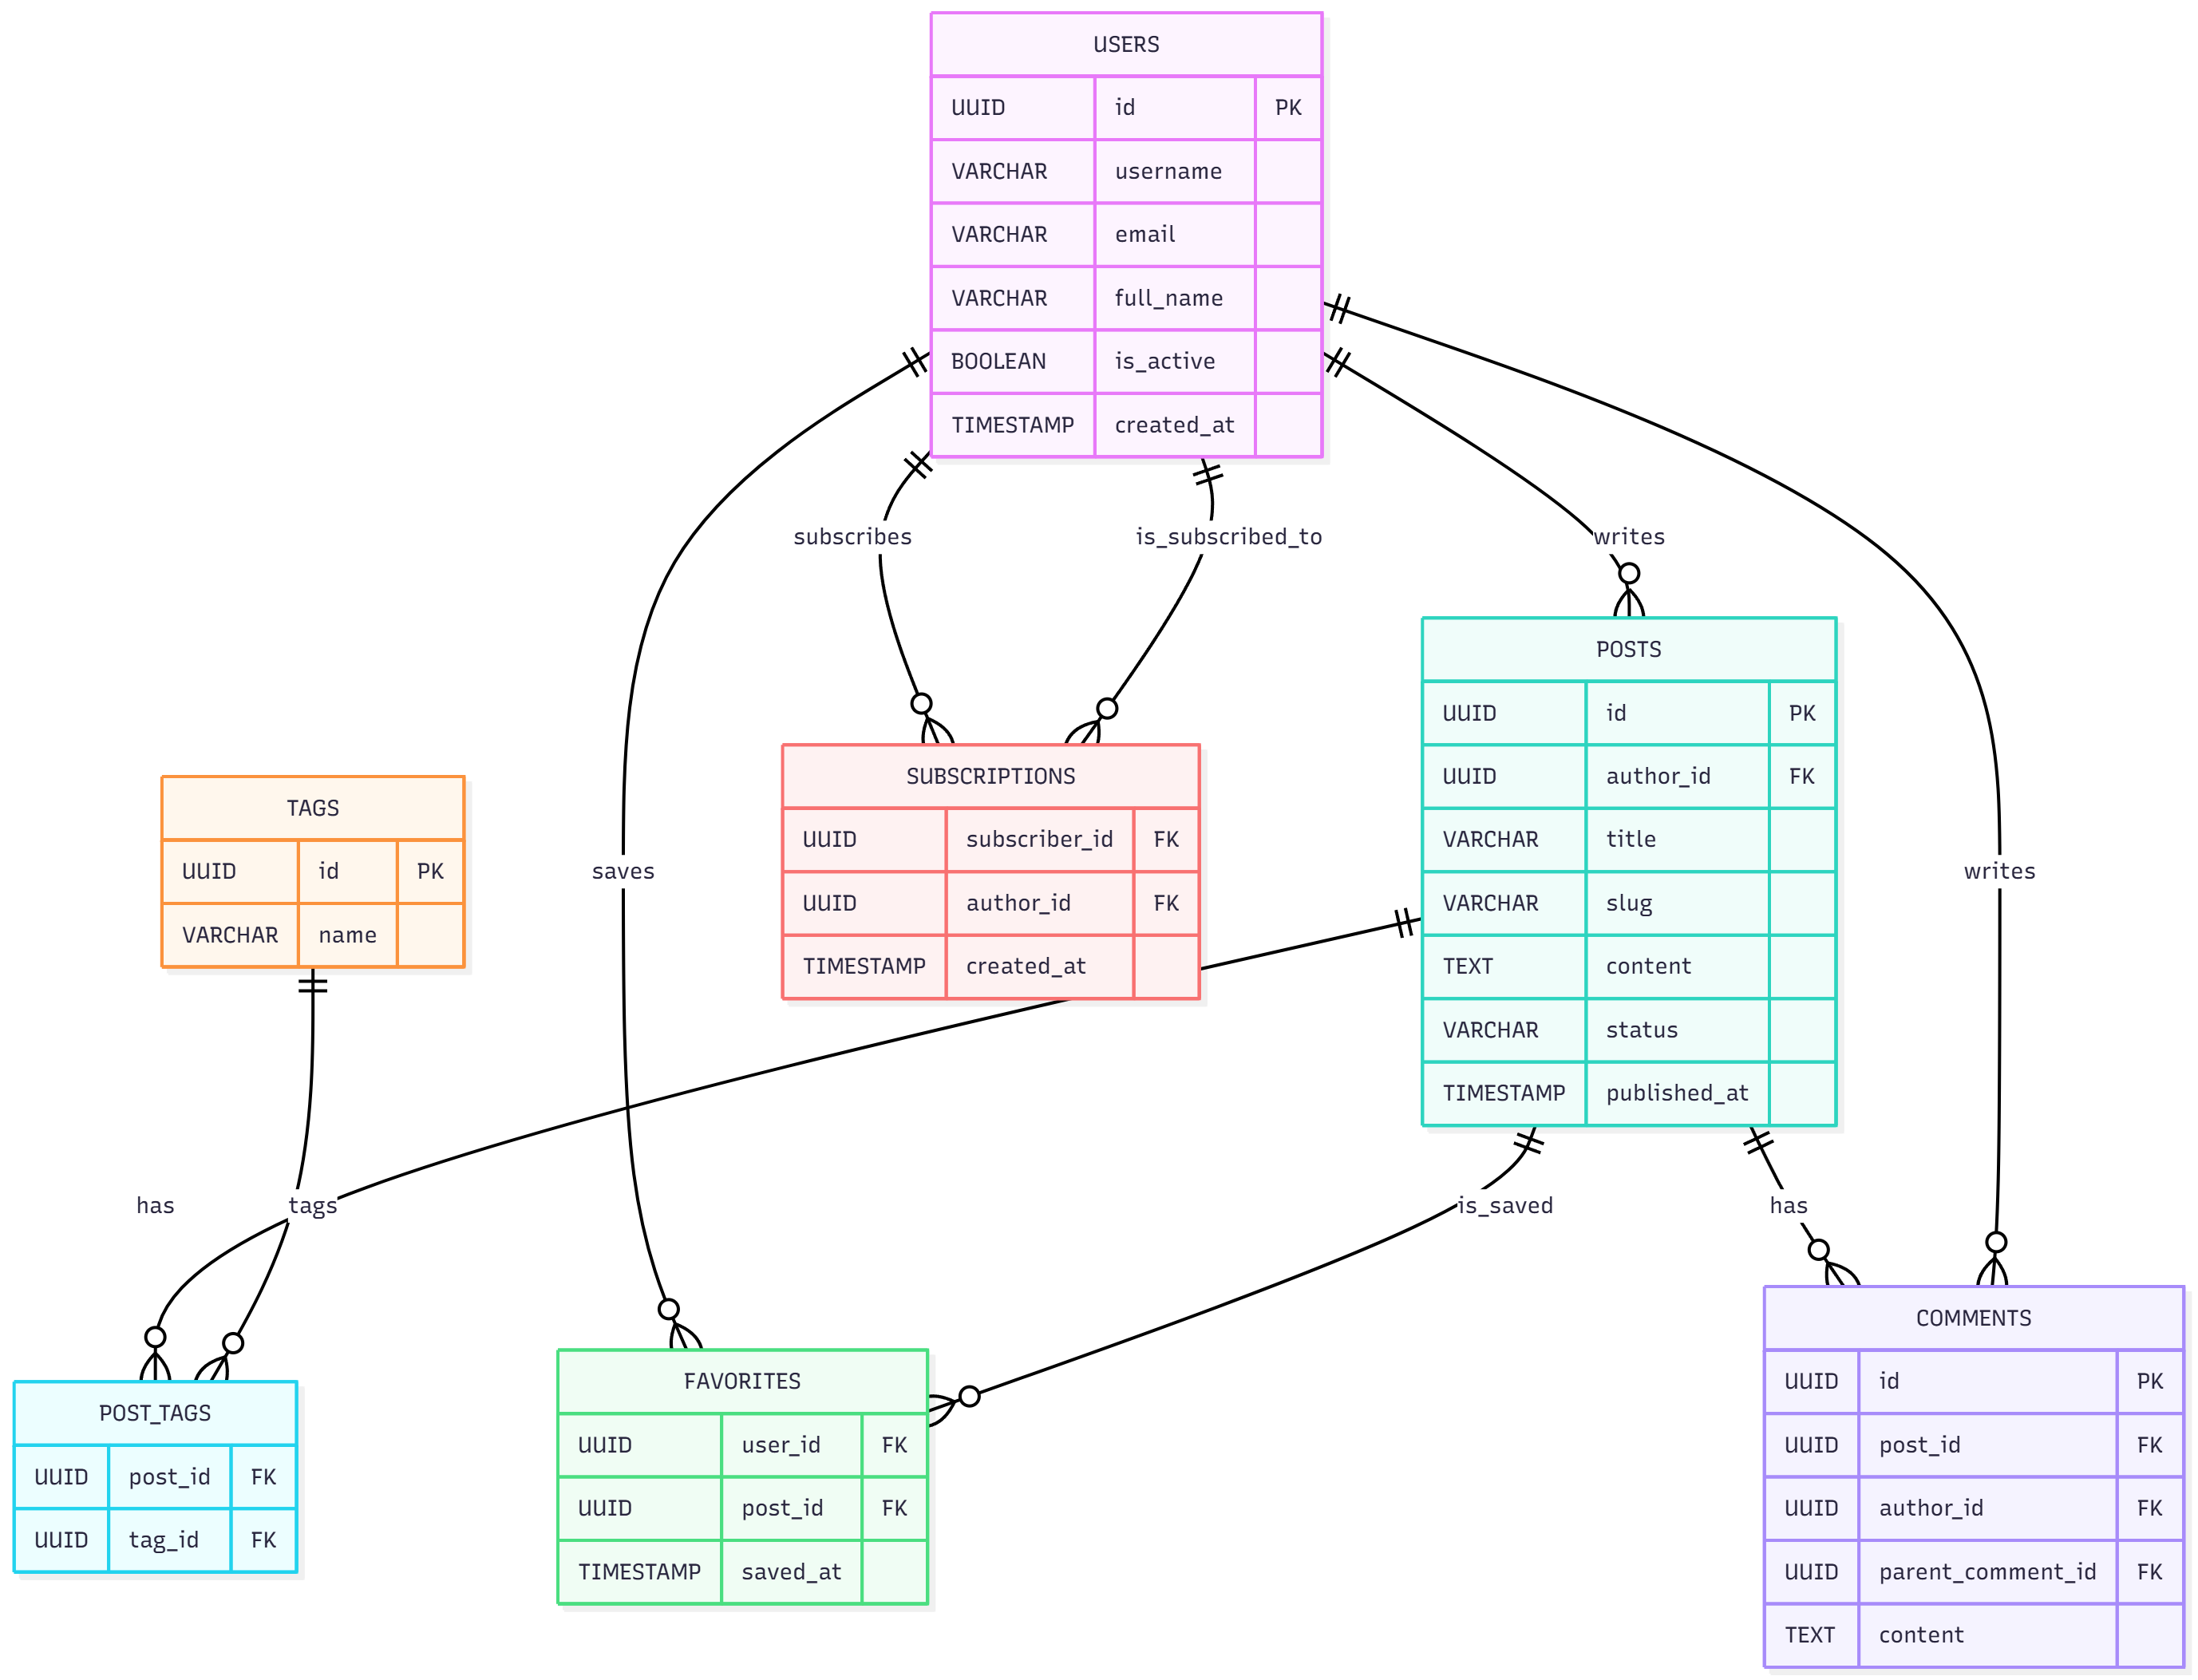 USERS
UUID id PK
VARCHAR username
VARCHAR email
VARCHAR full_name
BOOLEAN is_active
TIMESTAMP created_at
subscribes
is_subscribed_to
writes
POSTS
UUID id PK
UUID author_id FK
VARCHAR title
VARCHAR slug
TEXT content
VARCHAR status
TIMESTAMP published_at
SUBSCRIPTIONS
UUID subscriber_id FK
UUID author_id FK
TIMESTAMP created_at
TAGS
UUID id PK
VARCHAR name
saves
writes
has
tags
is_saved
has
COMMENTS
UUID id PK
UUID post_id FK
UUID author_id FK
UUID parent_comment_id FK
TEXT content
FAVORITES
UUID user_id FK
UUID post_id FK
TIMESTAMP saved_at
POST_TAGS
UUID post_id FK
UUID tag_id FK